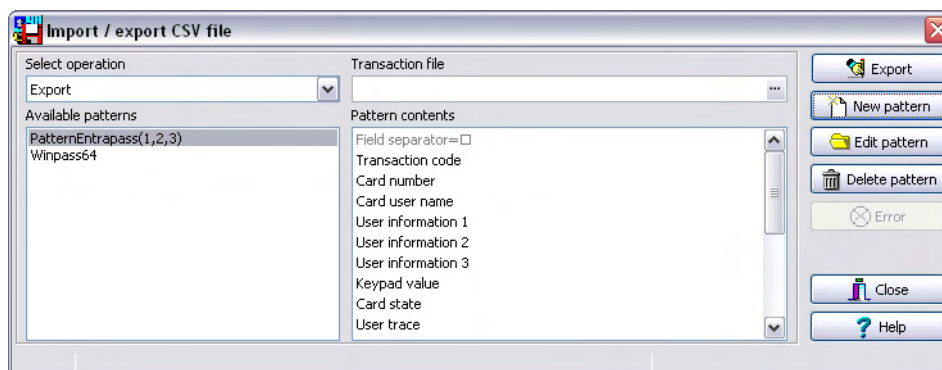 Import / export CSV file
Select operation
Export
Available patterns
PatternEntrapass(1,2,3)
Winpass64
Transaction file
...
Pattern contents
Field separator=□
Transaction code
Card number
Card user name
User information 1
User information 2
User information 3
Keypad value
Card state
User trace
Export
New pattern
Edit pattern
Delete pattern
Error
Close
Help